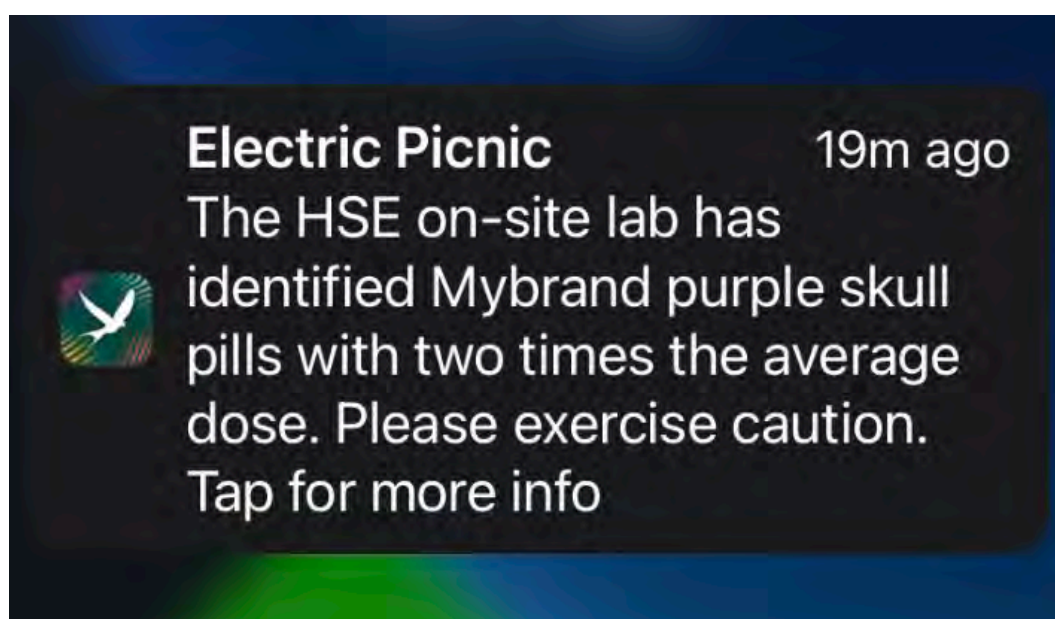 Electric Picnic 19m ago
The HSE on-site lab has
identified Mybrand purple skull
pills with two times the average
dose. Please exercise caution.
Tap for more info